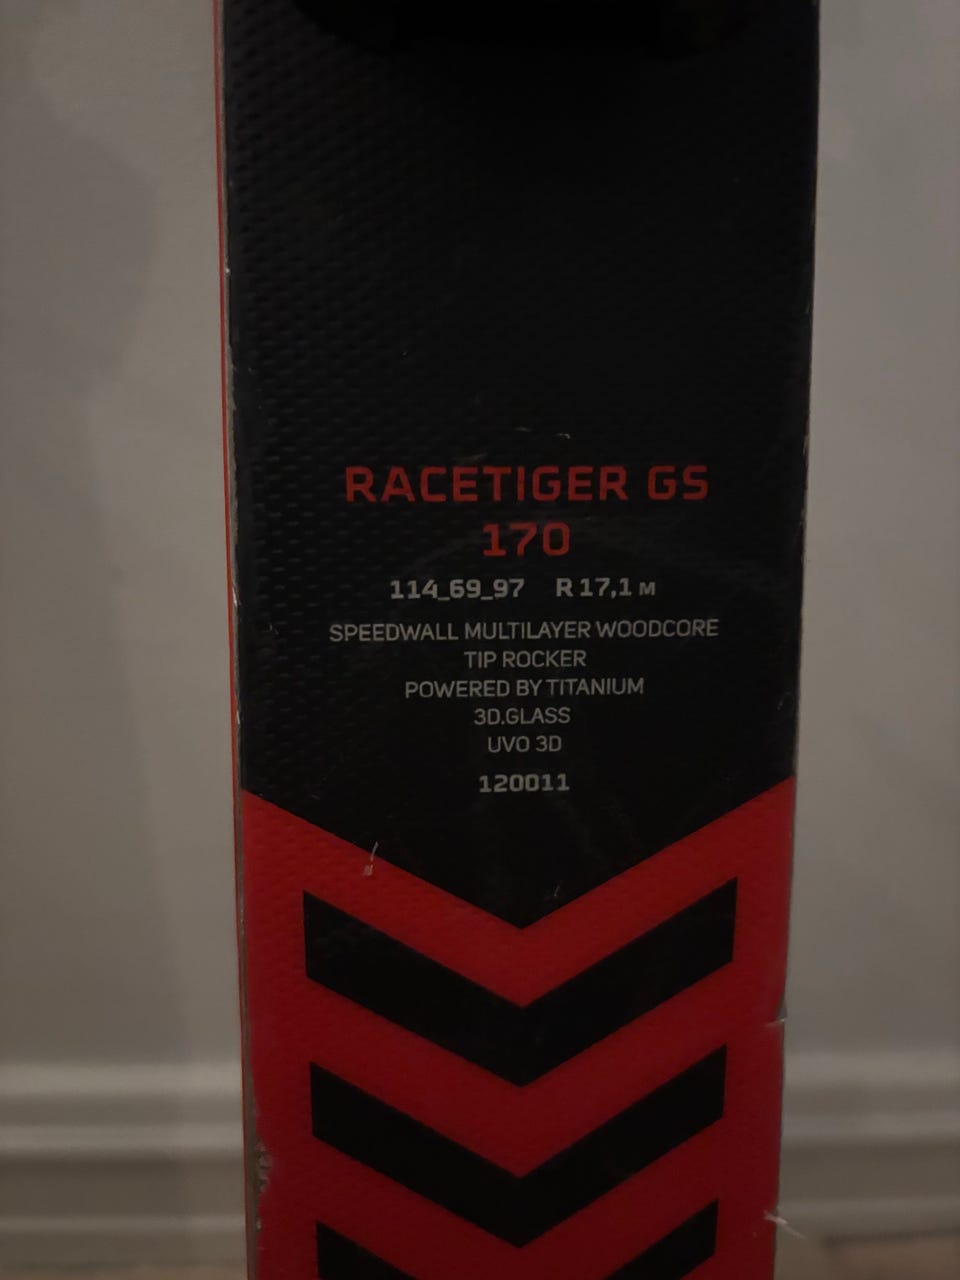 RACETIGER GS
170
114_69_97 R 17,1 M
SPEEDWALL MULTILAYER WOODCORE
TIP ROCKER
POWERED BY TITANIUM
3D.GLASS
UVO 3D
120011